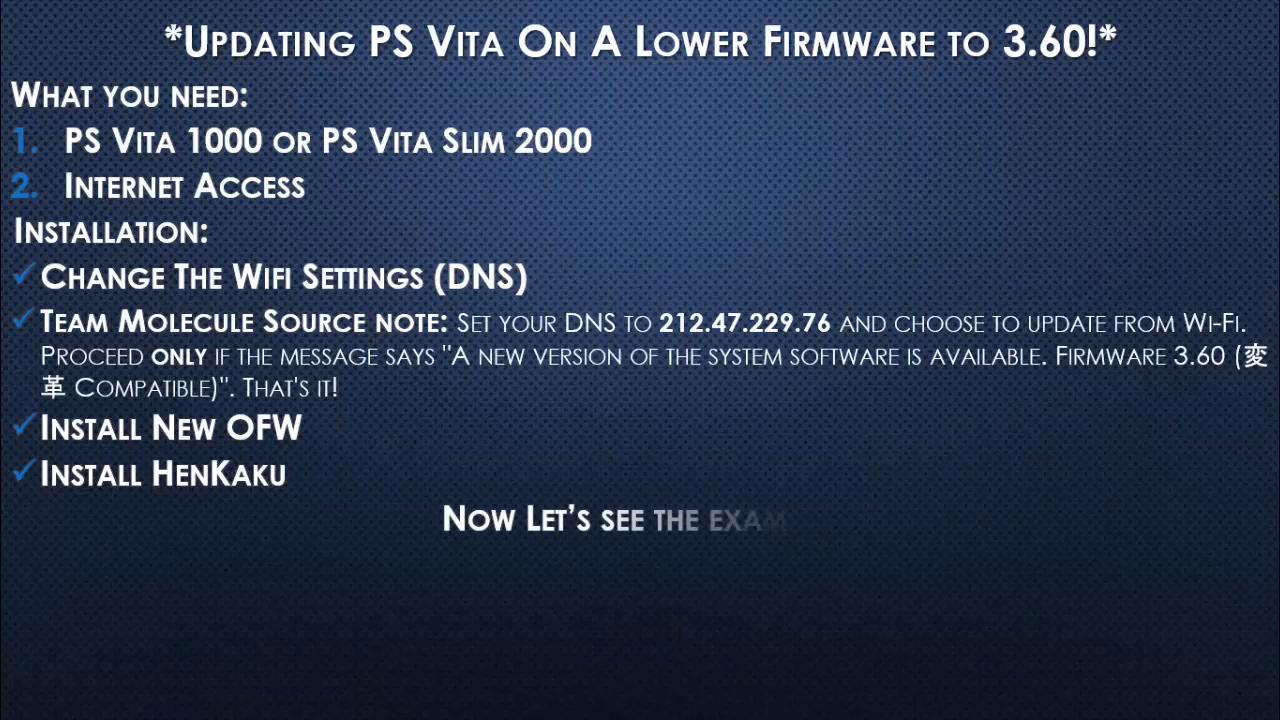 *Updating PS Vita On A Lower Firmware to 3.60!*
What you need:
1. PS Vita 1000 or PS Vita Slim 2000
2. Internet Access
Installation:
✓ Change The Wifi Settings (DNS)
✓ Team Molecule Source note: Set your DNS to 212.47.229.76 and choose to update from Wi-Fi.
Proceed only if the message says "A new version of the system software is available. Firmware 3.60 (変
革 Compatible)". That's it!
✓ Install New OFW
✓ Install HenKaku
Now Let's see the